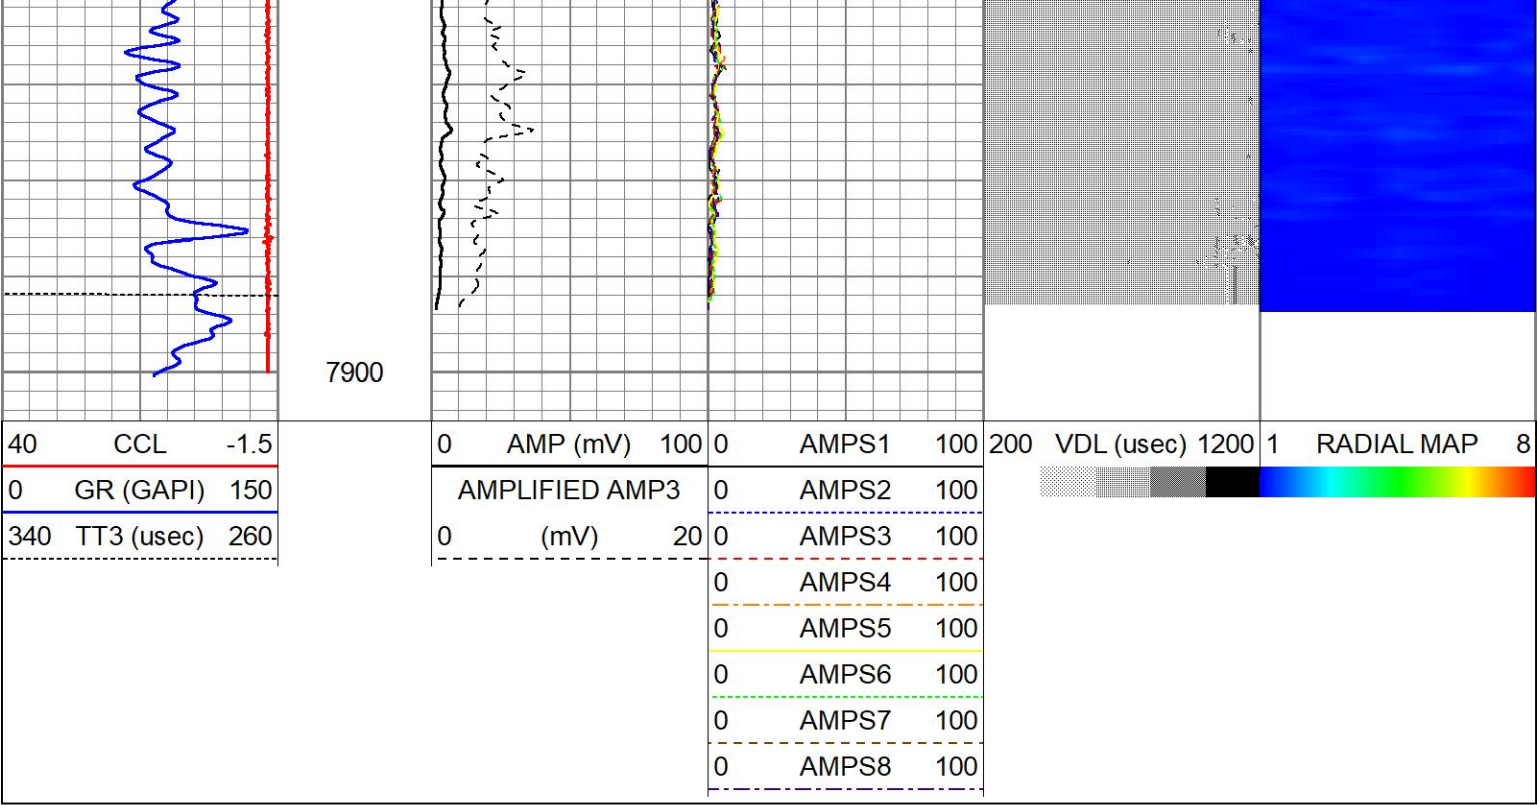 7900
40 CCL -1.5
0 GR (GAPI) 150
340 TT3 (usec) 260
0 AMP (mV) 100
AMPLIFIED AMP3
0 (mV) 20
0 AMPS1 100
0 AMPS2 100
0 AMPS3 100
0 AMPS4 100
0 AMPS5 100
0 AMPS6 100
0 AMPS7 100
0 AMPS8 100
200 VDL (usec) 1200
1 RADIAL MAP 8